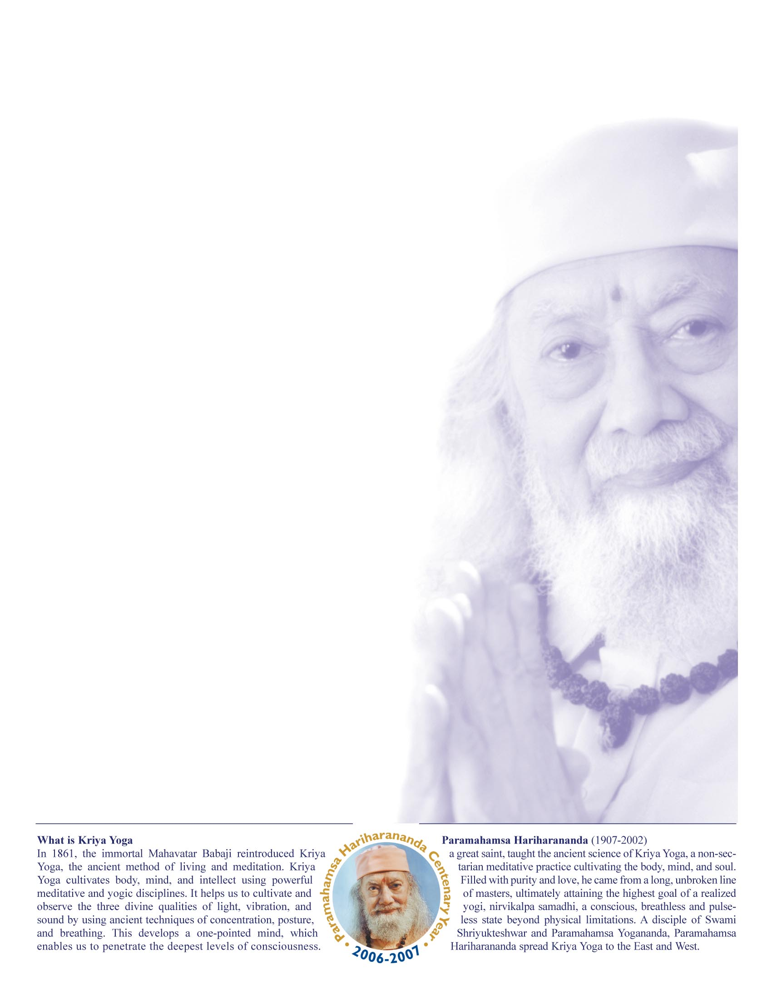 What is Kriya Yoga
In 1861, the immortal Mahavatar Babaji reintroduced Kriya
Yoga, the ancient method of living and meditation. Kriya
Yoga cultivates body, mind, and intellect using powerful
meditative and yogic disciplines. It helps us to cultivate and
observe the three divine qualities of light, vibration, and
sound by using ancient techniques of concentration, posture,
and breathing. This develops a one-pointed mind, which
enables us to penetrate the deepest levels of consciousness.
• Paramahamsa Hariharananda Centenary Year •
2006-2007
Paramahamsa Hariharananda (1907-2002)
a great saint, taught the ancient science of Kriya Yoga, a non-sec-
tarian meditative practice cultivating the body, mind, and soul.
Filled with purity and love, he came from a long, unbroken line
of masters, ultimately attaining the highest goal of a realized
yogi, nirvikalpa samadhi, a conscious, breathless and pulse-
less state beyond physical limitations. A disciple of Swami
Shriyukteshwar and Paramahamsa Yogananda, Paramahamsa
Hariharananda spread Kriya Yoga to the East and West.